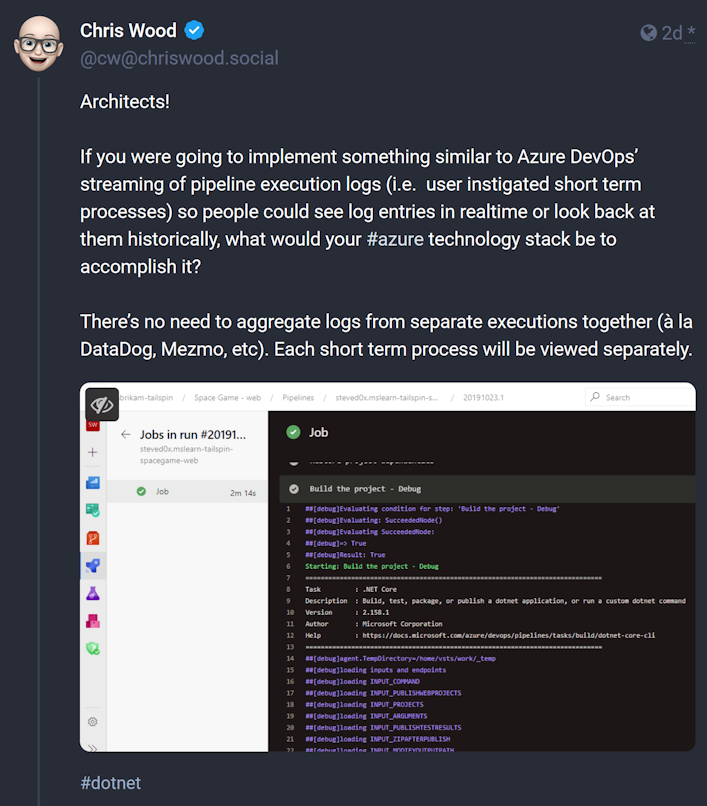 Chris Wood
2d *
@cw@chriswood.social
Architects!
If you were going to implement something similar to Azure DevOps’
streaming of pipeline execution logs (i.e. user instigated short term
processes) so people could see log entries in realtime or look back at
them historically, what would your #azure technology stack be to
accomplish it?
There’s no need to aggregate logs from separate executions together (à la
DataDog, Mezmo, etc). Each short term process will be viewed separately.
brikam-tailspin / Space Game - web / Pipelines / steved0x.mslearn-tailspin-s... / 20191023.1
Search
SW
Jobs in run #20191...
steved0x.mslearn-tailspin-
spacegame-web
Job
2m 14s
Job
Build the project - Debug
1 ##[debug]Evaluating condition for step: 'Build the project - Debug'
2 ##[debug]Evaluating: SucceededNode()
3 ##[debug]Evaluating SucceededNode:
4 ##[debug]=> True
5 ##[debug]Result: True
6 Starting: Build the project - Debug
7 ==============================================================================
8 Task : .NET Core
9 Description : Build, test, package, or publish a dotnet application, or run a custom dotnet command
10 Version : 2.158.1
11 Author : Microsoft Corporation
12 Help : https://docs.microsoft.com/azure/devops/pipelines/tasks/build/dotnet-core-cli
13 ==============================================================================
14 ##[debug]agent.TempDirectory=/home/vsts/work/_temp
15 ##[debug]loading inputs and endpoints
16 ##[debug]loading INPUT_COMMAND
17 ##[debug]loading INPUT_PUBLISHWEBPROJECTS
18 ##[debug]loading INPUT_PROJECTS
19 ##[debug]loading INPUT_ARGUMENTS
20 ##[debug]loading INPUT_PUBLISHTESTRESULTS
21 ##[debug]loading INPUT_ZIPAFTERPUBLISH
22 ##[debug]loading INPUT_MODIFYOUTPUTPATH
#dotnet